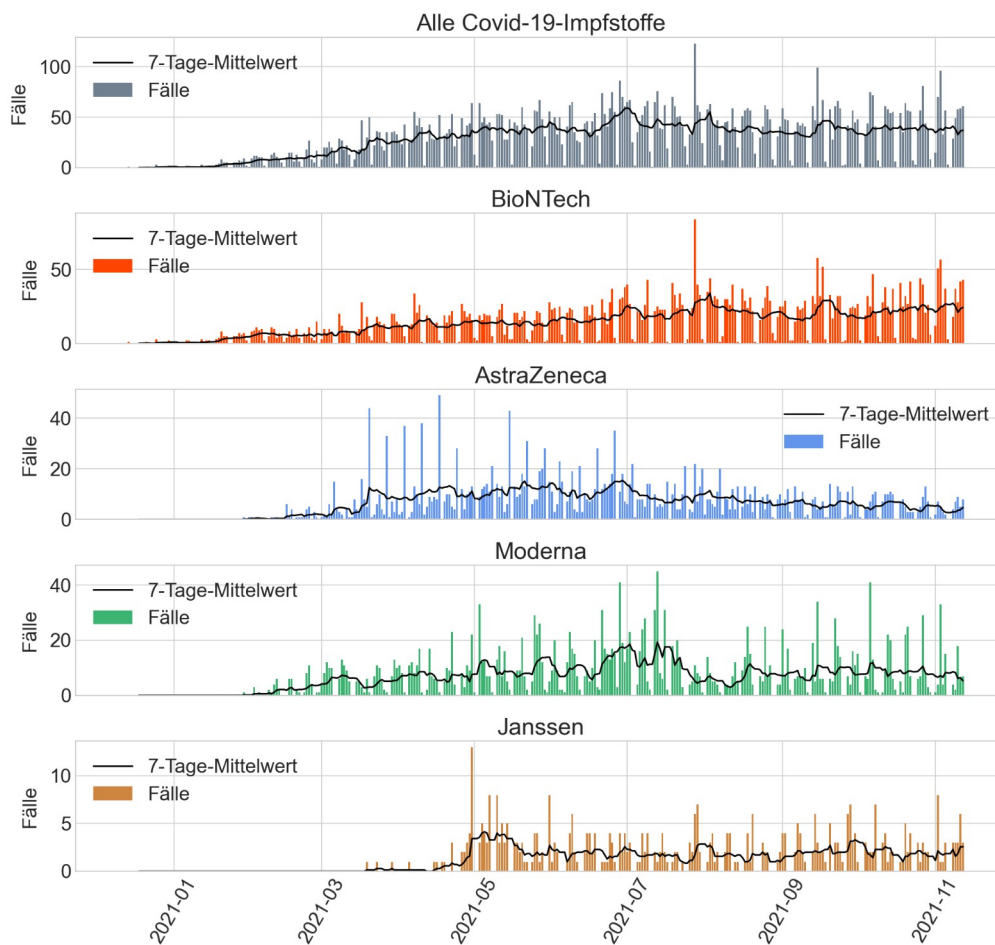 Alle Covid-19-Impfstoffe
Fälle
100
50
0
7-Tage-Mittelwert
Fälle
BioNTech
Fälle
50
0
7-Tage-Mittelwert
Fälle
AstraZeneca
Fälle
40
20
0
7-Tage-Mittelwert
Fälle
Moderna
Fälle
40
20
0
7-Tage-Mittelwert
Fälle
Janssen
Fälle
10
5
0
7-Tage-Mittelwert
Fälle
2021-01
2021-03
2021-05
2021-07
2021-09
2021-11